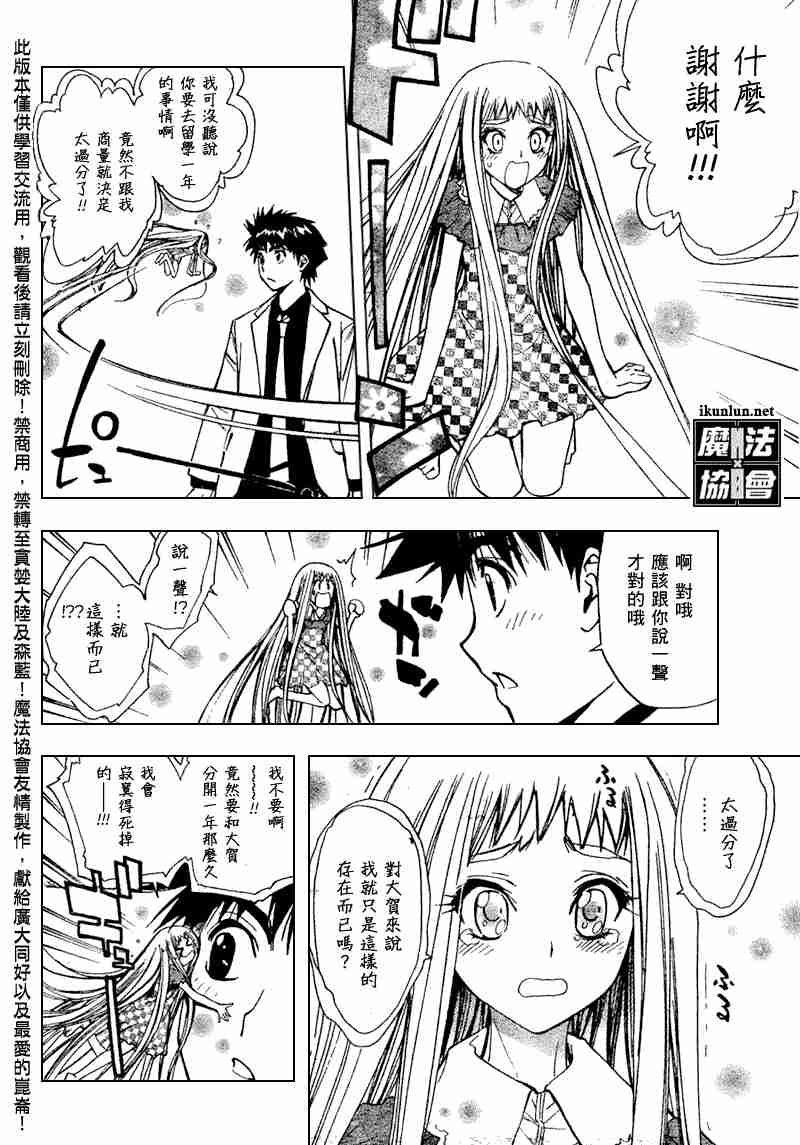 什麼
謝謝啊!!!
我可沒聽說
你要去留學一年
的事情啊
竟然不跟我
商量就決定
太過分了!!
ピュ
ikunlun.net
魔法
協會
啊 對哦
應該跟你說一聲
才對的哦
說一聲!?
…就
這樣而已
!???
太過分了
……
ふるっ
對大賀來說
我就只是這樣的
存在而已嗎?
我不要啊
~~~~!!
竟然要和大賀
分開一年那麼久
我會
寂寞得死掉
的——!!!
此版本僅供學習交流用，觀看後請立刻刪除！禁商用，禁轉至貪婪大陸及森藍！魔法協會友情製作，獻給廣大同好以及最愛的崑崙！